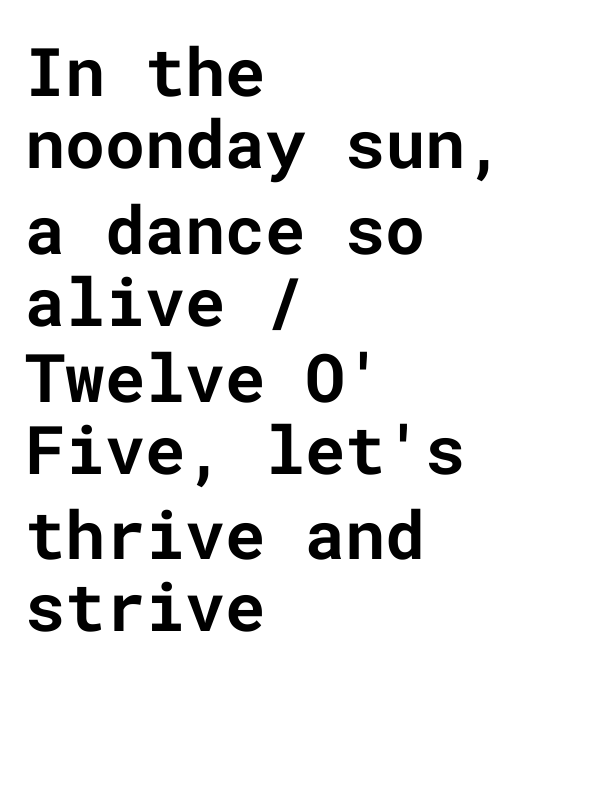 In the
noonday sun,
a dance so
alive /
Twelve O'
Five, let's
thrive and
strive